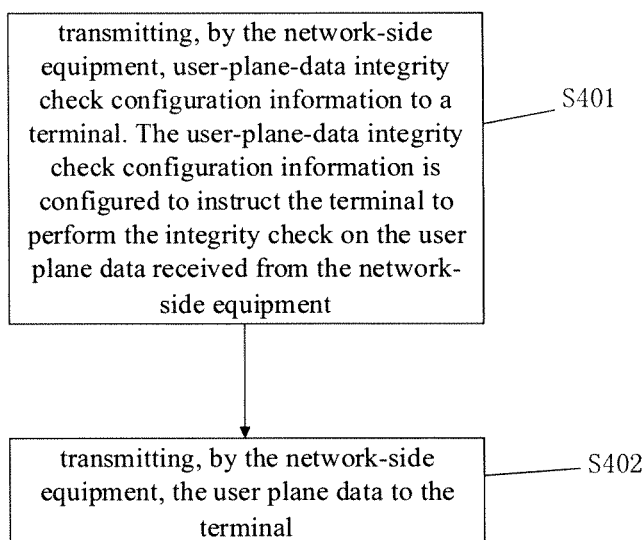 transmitting, by the network-side
equipment, user-plane-data integrity
check configuration information to a
terminal. The user-plane-data integrity
check configuration information is
configured to instruct the terminal to
perform the integrity check on the user
plane data received from the network-
side equipment
S401
transmitting, by the network-side
equipment, the user plane data to the
terminal
S402